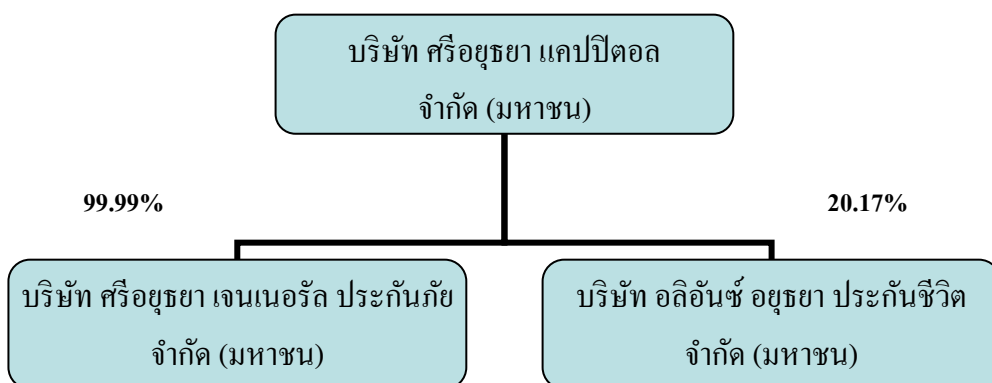 บริษัท ศรีอยุธยา แคปปิตอล
จำกัด (มหาชน)
99.99%
20.17%
บริษัท ศรีอยุธยา เจนเนอรัล ประกันภัย
จำกัด (มหาชน)
บริษัท อลิอันซ์ อยุธยา ประกันชีวิต
จำกัด (มหาชน)